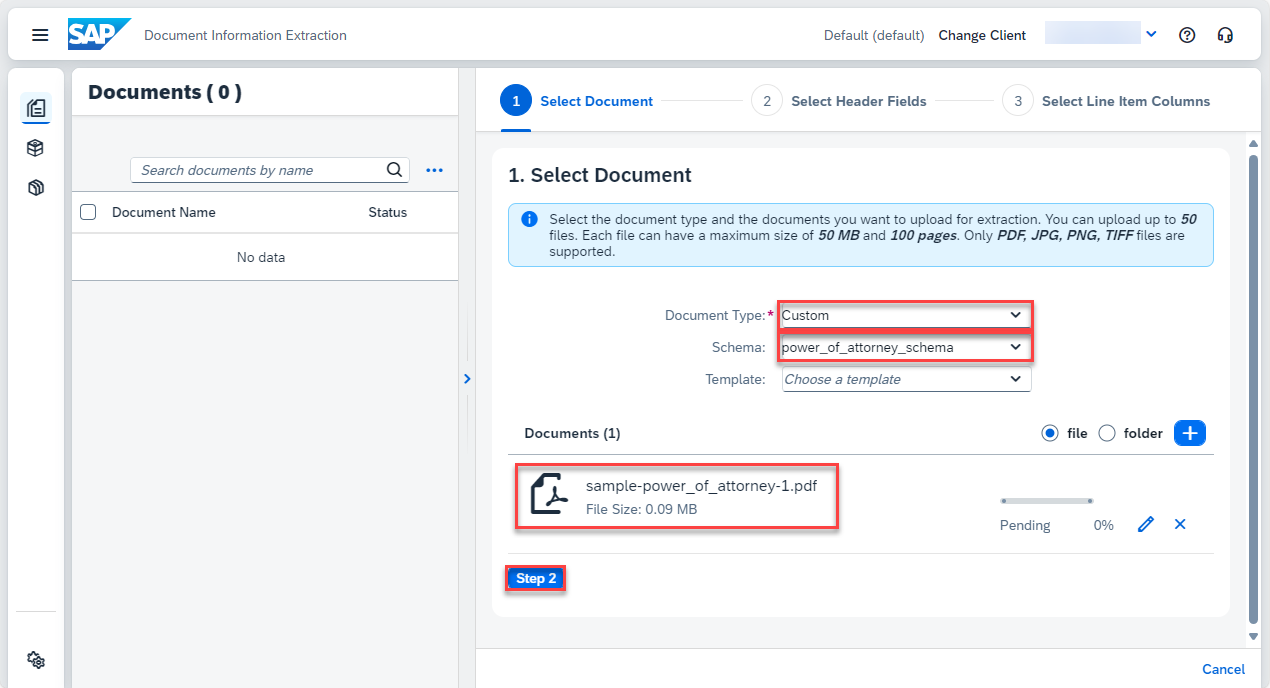 SAP
Document Information Extraction
Default (default)
Change Client
Documents ( 0 )
Search documents by name
Document Name
Status
No data
1 Select Document
2 Select Header Fields
3 Select Line Item Columns
1. Select Document
Select the document type and the documents you want to upload for extraction. You can upload up to 50
files. Each file can have a maximum size of 50 MB and 100 pages. Only PDF, JPG, PNG, TIFF files are
supported.
Document Type:* Custom
Schema: power_of_attorney_schema
Template: Choose a template
Documents (1)
file
folder
sample-power_of_attorney-1.pdf
File Size: 0.09 MB
Pending
0%
Step 2
Cancel